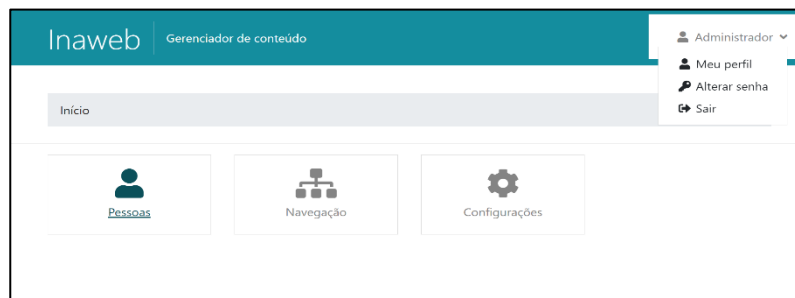 Inaweb Gerenciador de conteúdo Administrador
Meu perfil
Alterar senha
Sair
Início
Pessoas Navegação Configurações